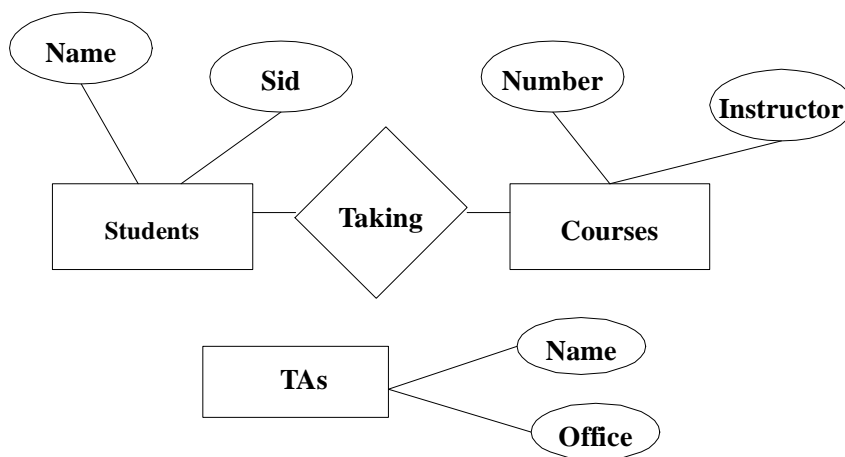 Name
Sid
Number
Instructor
Students
Taking
Courses
TAs
Name
Office